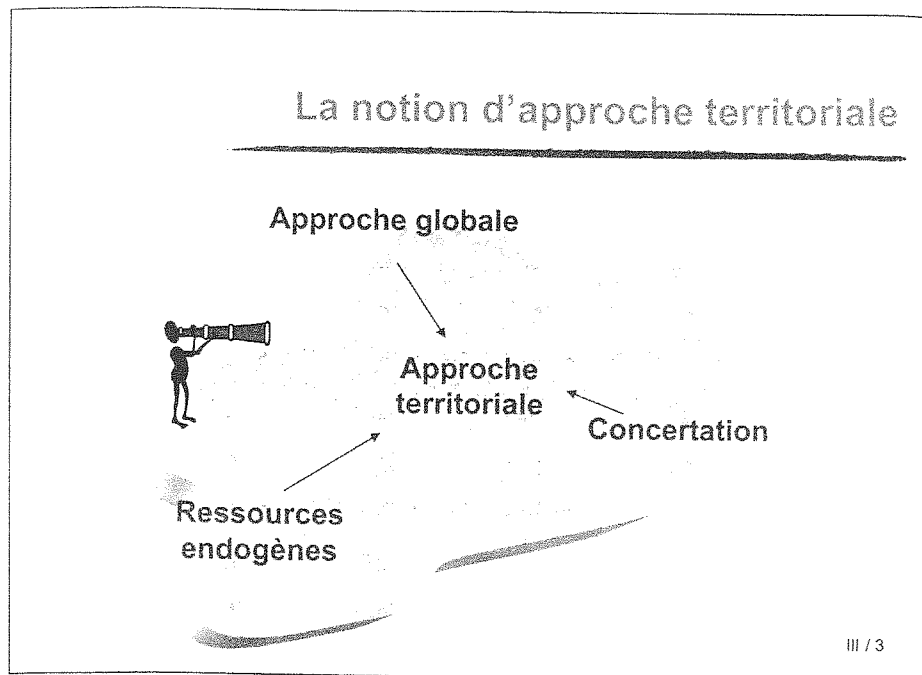 La notion d'approche territoriale
Approche globale
Approche
territoriale
Concertation
Ressources
endogènes
III / 3